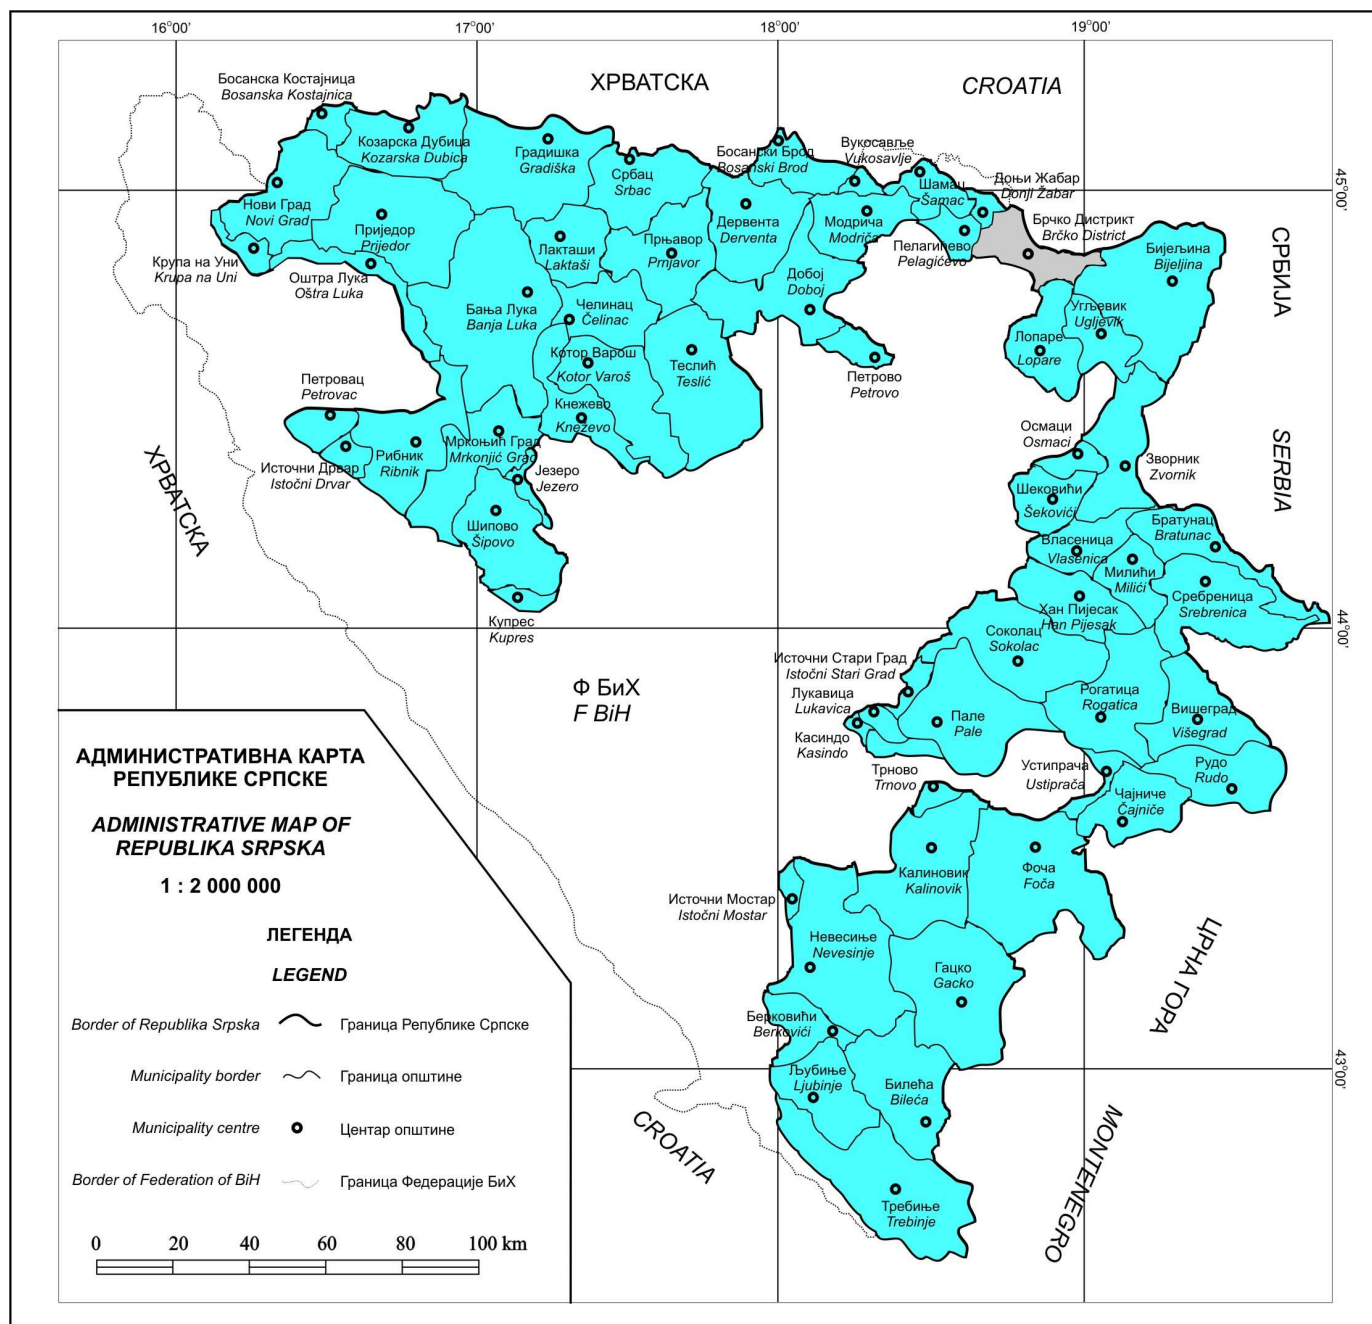 16°00'
17°00'
18°00'
19°00'
ХРВАТСКА
CROATIA
Босанска Костајница
Bosanska Kostajnica
Козарска Дубица
Kozarska Dubica
Градишка
Gradiška
Србац
Srbac
Босански Брод
Bosanski Brod
Вукосавље
Vukosavlje
Шамац
Šamac
Доњи Жабар
Donji Žabar
45°00'
Нови Град
Novi Grad
Приједор
Prijedor
Лакташи
Laktaši
Прњавор
Prnjavor
Дервента
Derventa
Модрича
Modriča
Пелагићево
Pelagićevo
Брчко Дистрикт
Brčko District
Бијељина
Bijeljina
СРБИЈА
Крупа на Уни
Krupa na Uni
Оштра Лука
Oštra Luka
Бања Лука
Banja Luka
Челинац
Čelinac
Добој
Doboj
Угљевик
Ugljevik
Лопаре
Lopare
Котор Варош
Kotor Varoš
Теслић
Teslić
Петрово
Petrovo
Петровац
Petrovac
Кнежево
Kneževo
Источни Дрвар
Istočni Drvar
Рибник
Ribnik
Мркоњић Град
Mrkonjić Grad
Језеро
Jezero
Осмаци
Osmaci
Зворник
Zvornik
SERBIA
ХРВАТСКА
Шипово
Šipovo
Шековићи
Šekovići
Братунац
Bratunac
Власеница
Vlasenica
Милићи
Milići
Сребреница
Srebrenica
Купрес
Kupres
Хан Пијесак
Han Pijesak
44°00'
Соколац
Sokolac
Источни Стари Град
Istočni Stari Grad
Ф БиХ
F BiH
Лукавица
Lukavica
Касиндо
Kasindo
Пале
Pale
Рогатица
Rogatica
Вишеград
Višegrad
Трново
Trnovo
Устипрача
Ustiprača
Рудо
Rudo
Чајниче
Čajniče
Калиновик
Kalinovik
Фоча
Foča
Источни Мостар
Istočni Mostar
Невесиње
Nevesinje
Гацко
Gacko
ЦРНА ГОРА
Берковићи
Berkovići
Љубиње
Ljubinje
Билећа
Bileća
43°00'
CROATIA
MONTENEGRO
Требиње
Trebinje
АДМИНИСТРАТИВНА КАРТА
РЕПУБЛИКЕ СРПСКЕ
ADMINISTRATIVE MAP OF
REPUBLIKA SRPSKA
1 : 2 000 000
ЛЕГЕНДА
LEGEND
Border of Republika Srpska Граница Републике Српске
Municipality border Граница општине
Municipality centre Центар општине
Border of Federation of BiH Граница Федерације БиХ
0 20 40 60 80 100 km